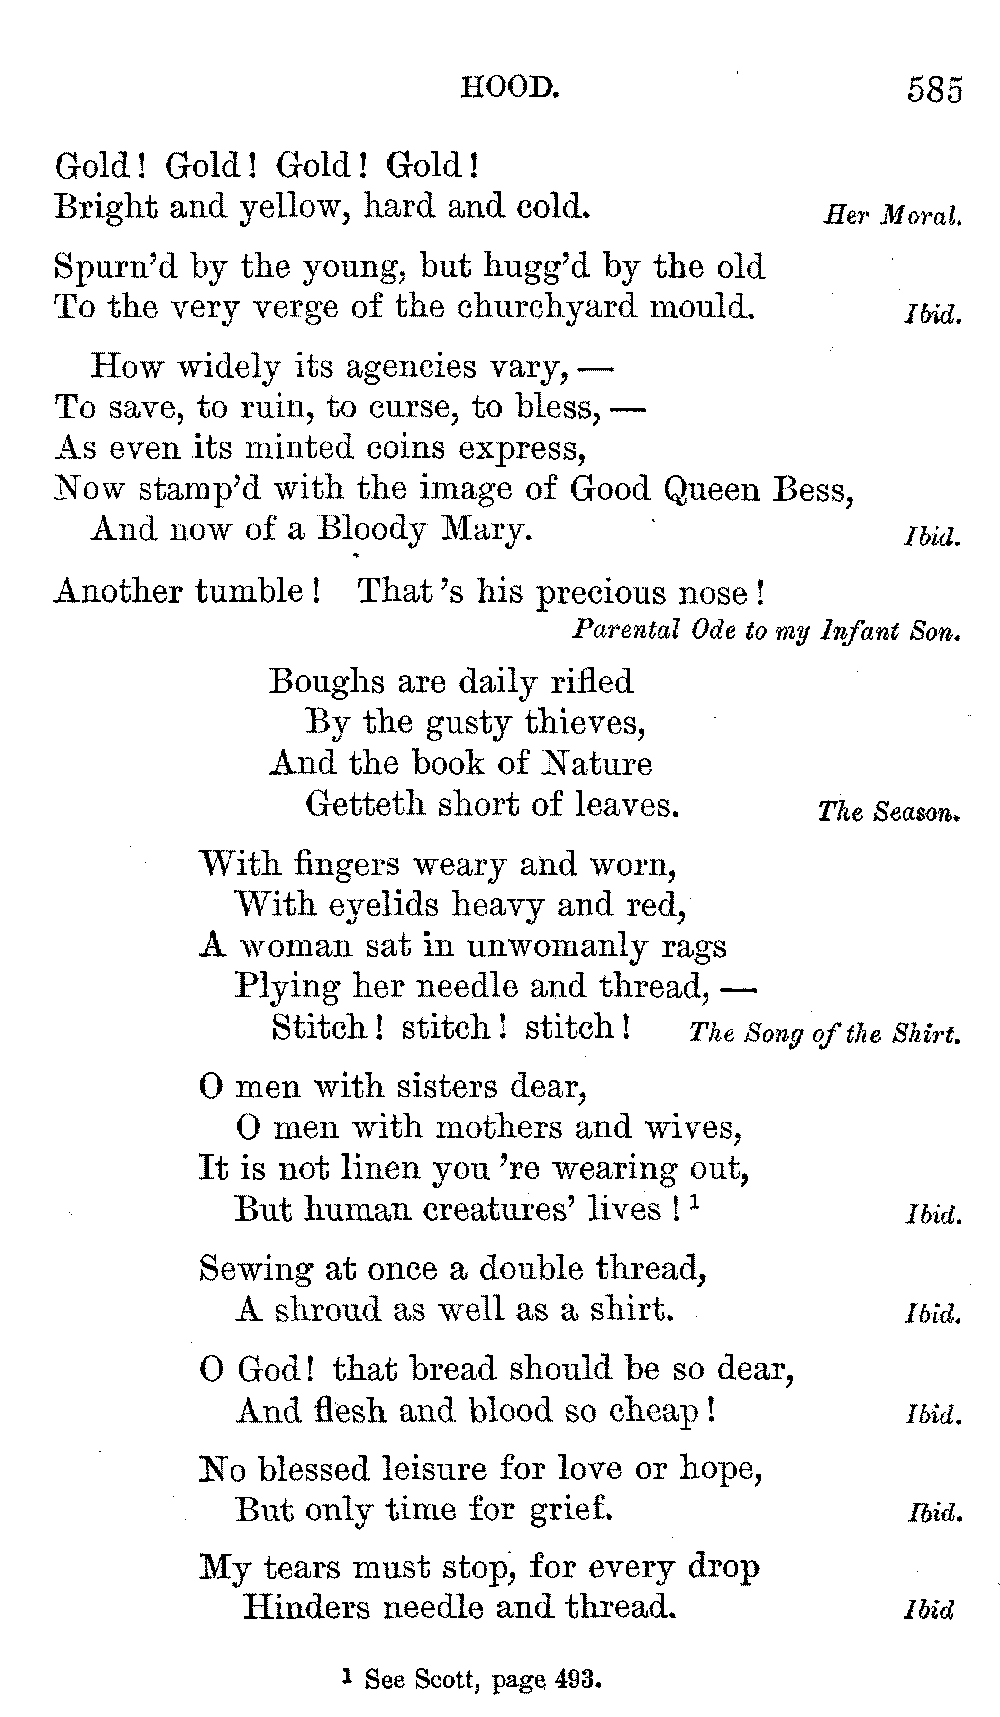 HOOD. 585
Gold! Gold! Gold! Gold!
Bright and yellow, hard and cold. Her Moral.
Spurn'd by the young, but hugg'd by the old
To the very verge of the churchyard mould. Ibid.
How widely its agencies vary, —
To save, to ruin, to curse, to bless, —
As even its minted coins express,
Now stamp'd with the image of Good Queen Bess,
And now of a Bloody Mary. Ibid.
Another tumble! That's his precious nose!
Parental Ode to my Infant Son.
Boughs are daily rifled
By the gusty thieves,
And the book of Nature
Getteth short of leaves. The Season.
With fingers weary and worn,
With eyelids heavy and red,
A woman sat in unwomanly rags
Plying her needle and thread, —
Stitch! stitch! stitch! The Song of the Shirt.
O men with sisters dear,
O men with mothers and wives,
It is not linen you're wearing out,
But human creatures' lives!¹ Ibid.
Sewing at once a double thread,
A shroud as well as a shirt. Ibid.
O God! that bread should be so dear,
And flesh and blood so cheap! Ibid.
No blessed leisure for love or hope,
But only time for grief. Ibid.
My tears must stop, for every drop
Hinders needle and thread. Ibid
¹ See Scott, page 493.